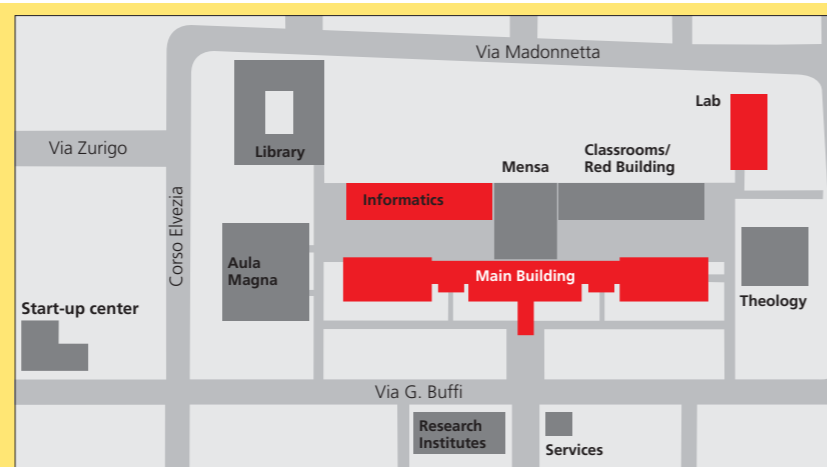 Via Madonnetta
Lab
Via Zurigo
Library
Mensa
Classrooms/
Red Building
Informatics
Corso Elvezia
Aula
Magna
Main Building
Theology
Start-up center
Via G. Buffi
Research
Institutes
Services